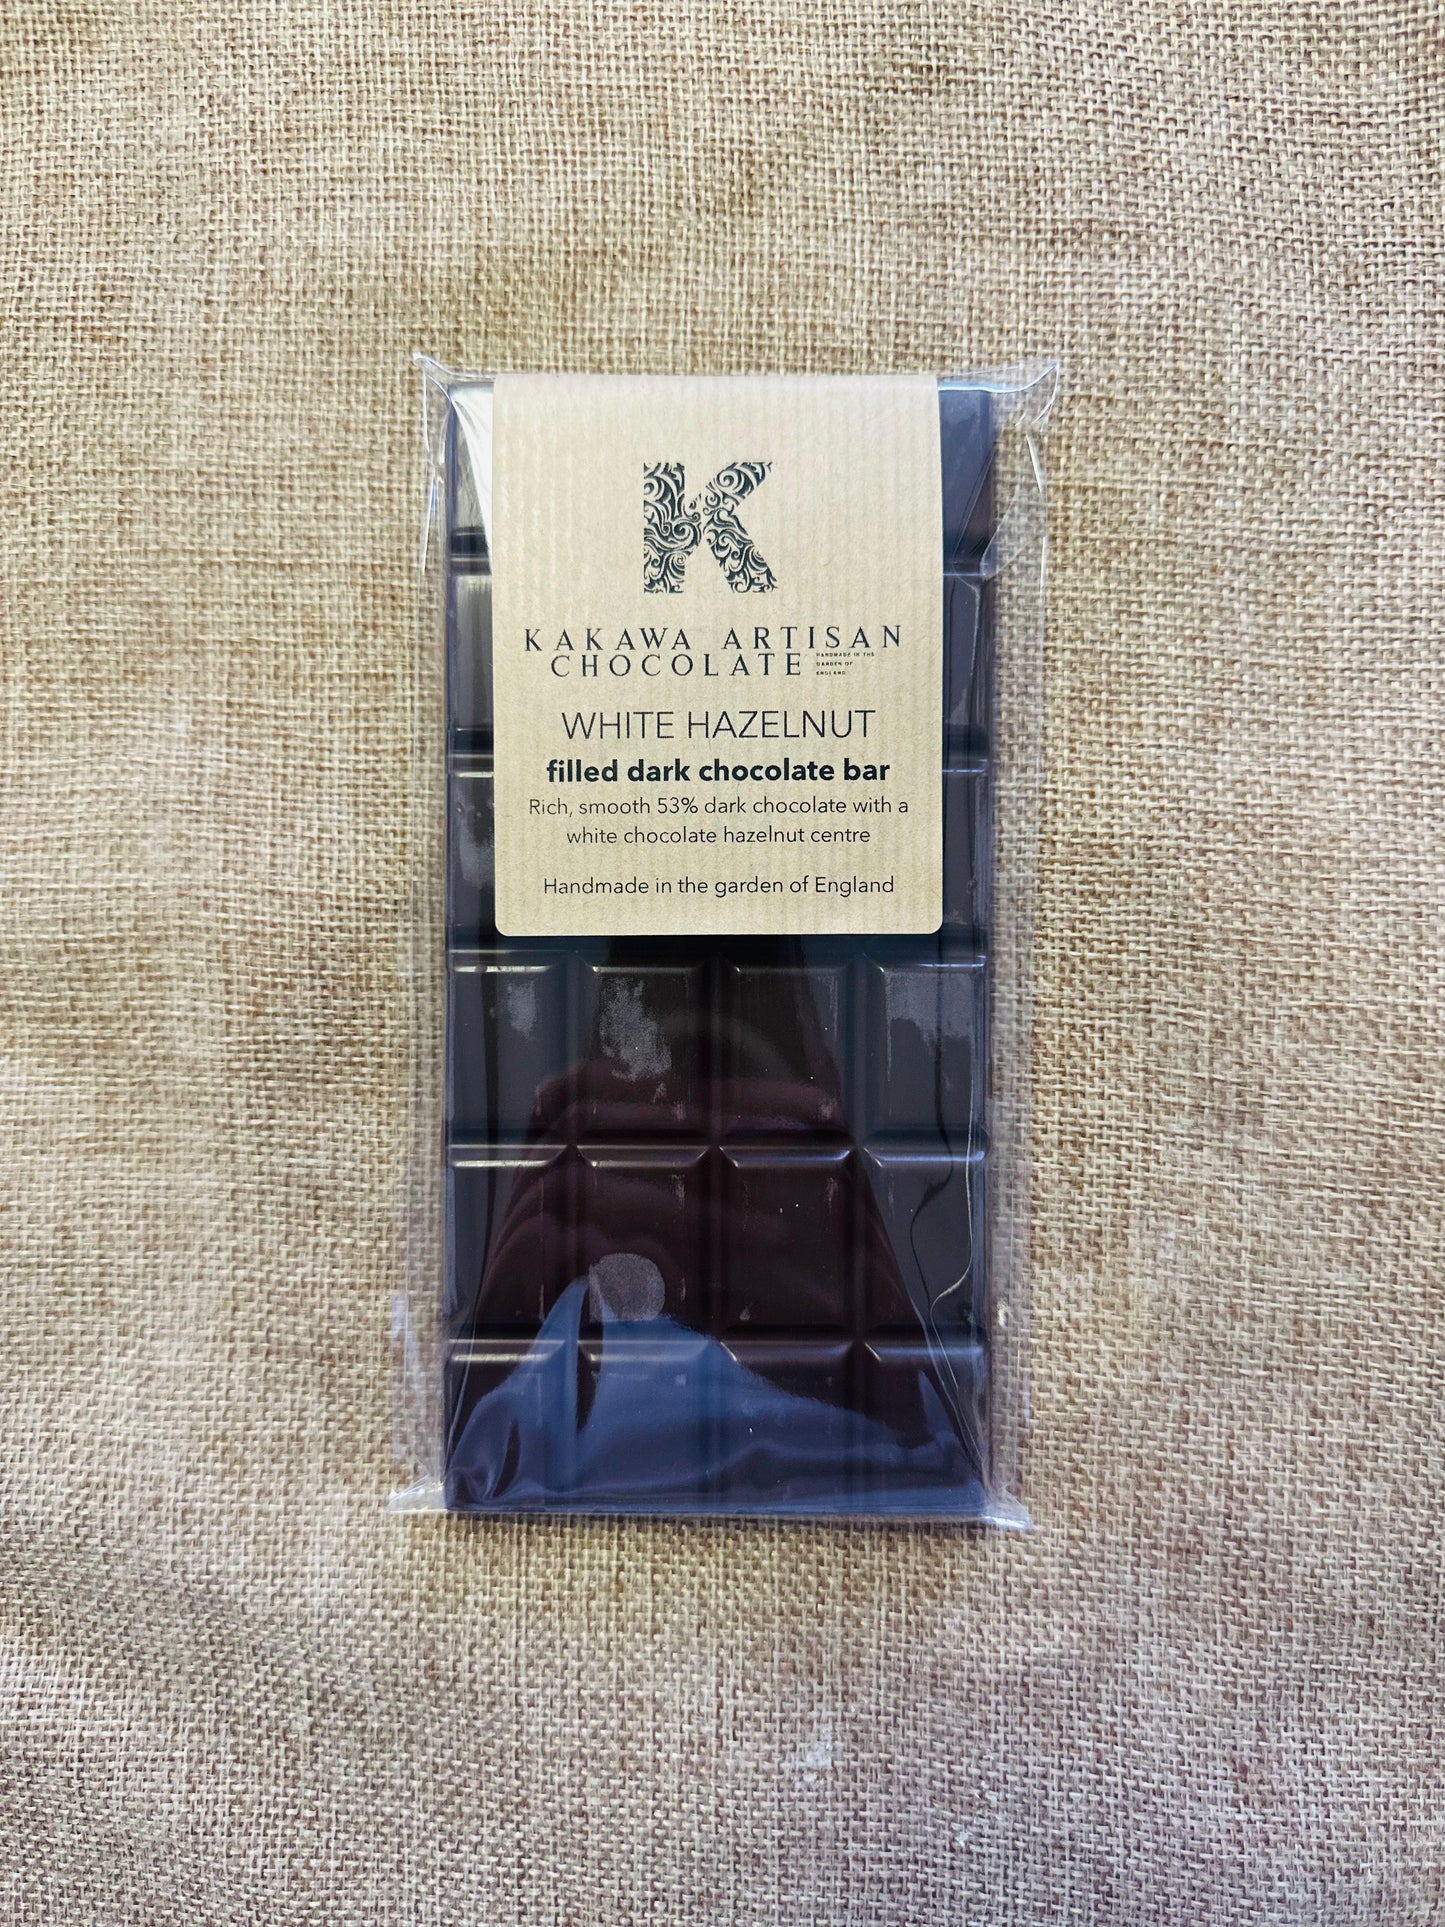 K
KAKAWA ARTISAN
CHOCOLATE
HANDMADE IN THE
GARDEN OF
ENGLAND
WHITE HAZELNUT
filled dark chocolate bar
Rich, smooth 53% dark chocolate with a
white chocolate hazelnut centre
Handmade in the garden of England